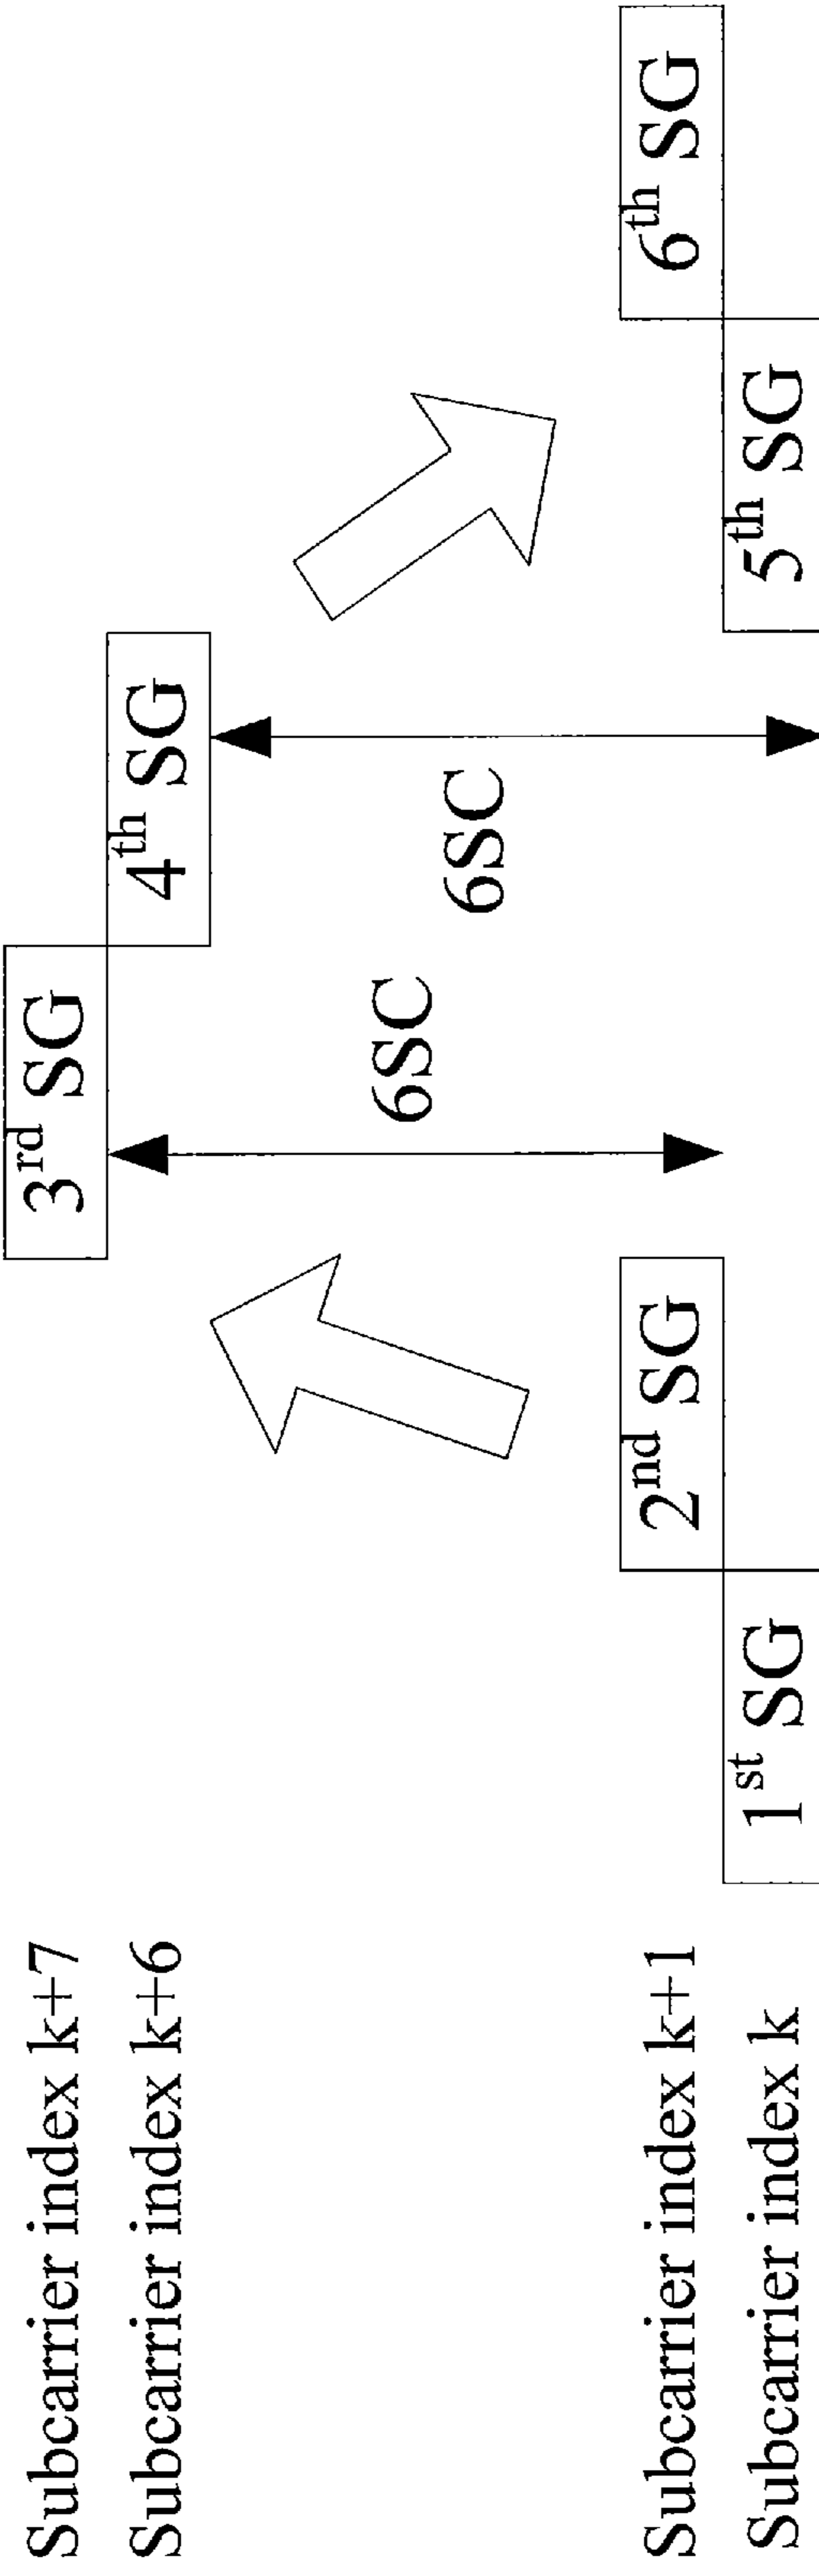 Subcarrier index k+7
Subcarrier index k+6
Subcarrier index k+1
Subcarrier index k
3rd SG
4th SG
6SC
6SC
2nd SG
6th SG
1st SG
5th SG